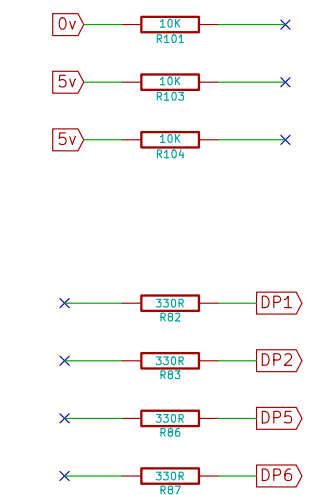 0v 10K
R101
5v 10K
R103
5v 10K
R104
330R DP1
R82
330R DP2
R83
330R DP5
R86
330R DP6
R87